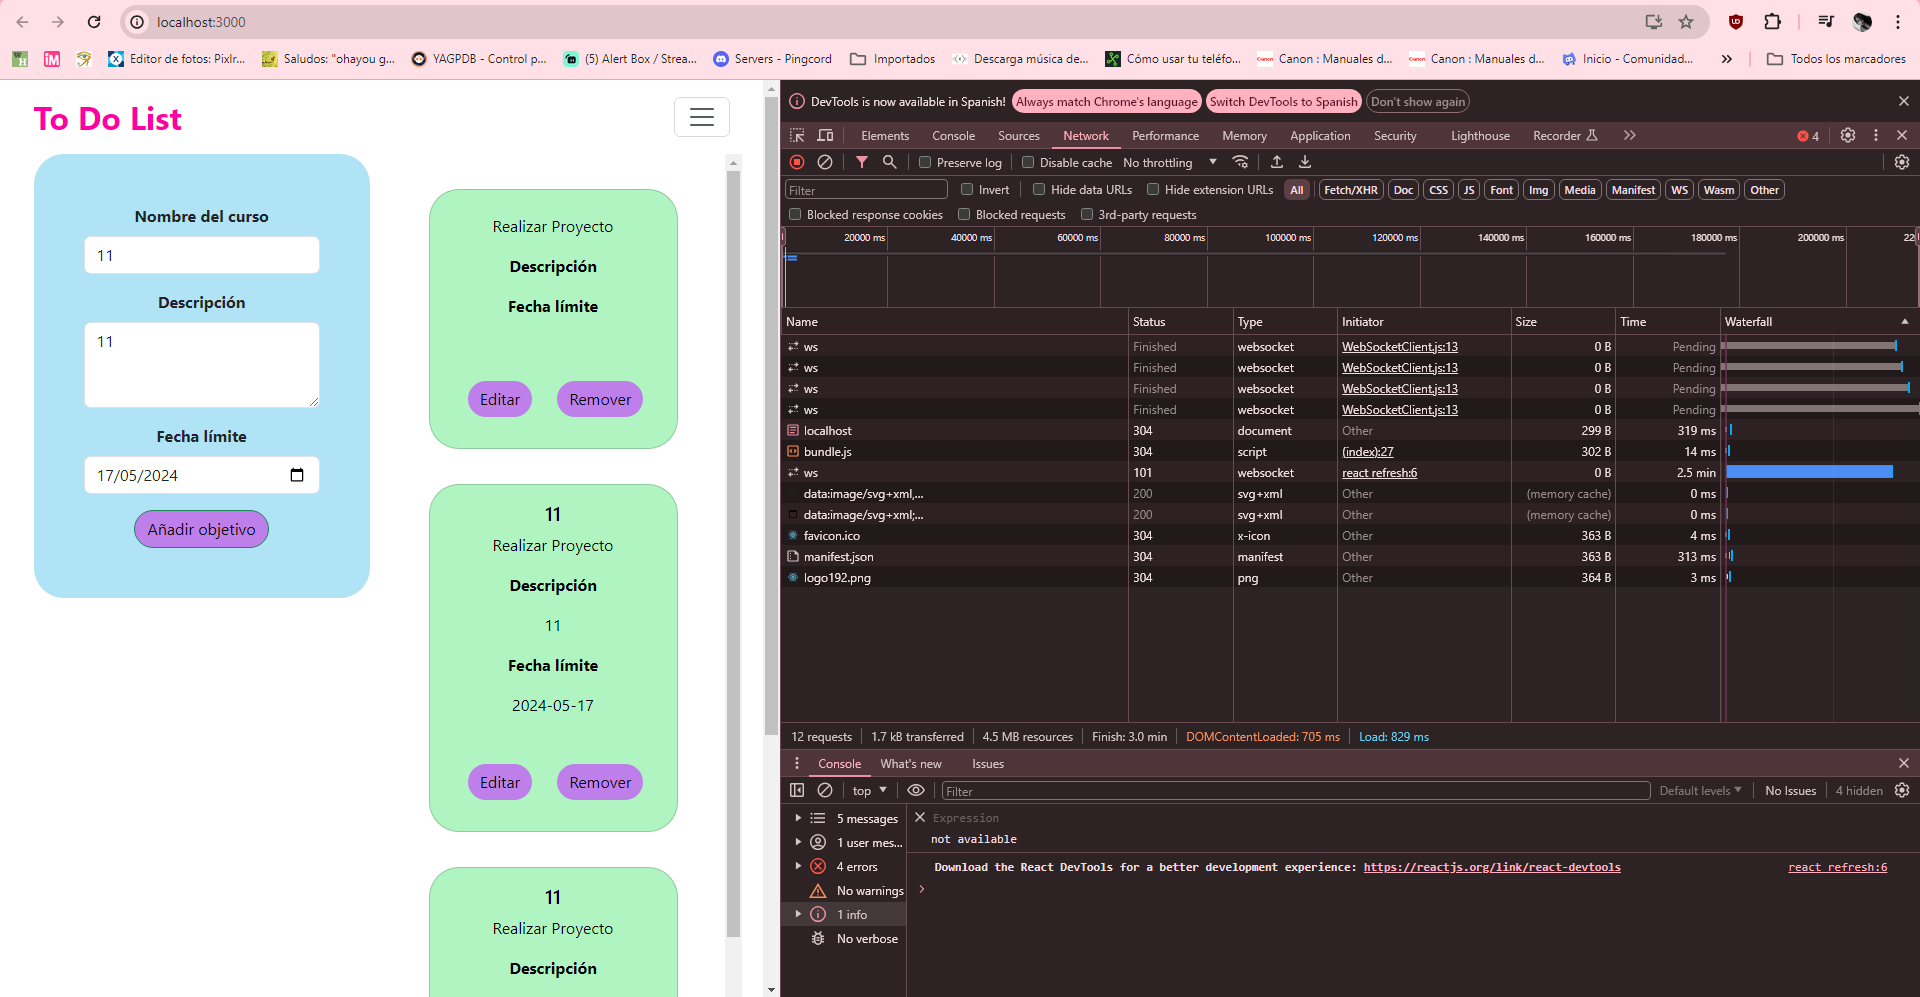 localhost:3000
Editor de fotos: Pixlr...
Saludos: "ohayou g...
YAGPDB - Control p...
(5) Alert Box / Strea...
Servers - Pingcord
Importados
Descarga música de...
Cómo usar tu teléfo...
Canon : Manuales d...
Canon : Manuales d...
Inicio - Comunidad...
Todos los marcadores
To Do List
Nombre del curso
11
Descripción
11
Fecha límite
17/05/2024
Añadir objetivo
Realizar Proyecto
Descripción
Fecha límite
Editar Remover
11
Realizar Proyecto
Descripción
11
Fecha límite
2024-05-17
Editar Remover
11
Realizar Proyecto
Descripción
DevTools is now available in Spanish! Always match Chrome's language Switch DevTools to Spanish Don't show again
Elements Console Sources Network Performance Memory Application Security Lighthouse Recorder 4
Preserve log Disable cache No throttling
Filter Invert Hide data URLs Hide extension URLs All Fetch/XHR Doc CSS JS Font Img Media Manifest WS Wasm Other
Blocked response cookies Blocked requests 3rd-party requests
20000 ms 40000 ms 60000 ms 80000 ms 100000 ms 120000 ms 140000 ms 160000 ms 180000 ms 200000 ms 22
Name Status Type Initiator Size Time Waterfall
ws Finished websocket WebSocketClient.js:13 0 B Pending
ws Finished websocket WebSocketClient.js:13 0 B Pending
ws Finished websocket WebSocketClient.js:13 0 B Pending
ws Finished websocket WebSocketClient.js:13 0 B Pending
localhost 304 document Other 299 B 319 ms
bundle.js 304 script (index):27 302 B 14 ms
ws 101 websocket react refresh:6 0 B 2.5 min
data:image/svg+xml,... 200 svg+xml Other (memory cache) 0 ms
data:image/svg+xml;... 200 svg+xml Other (memory cache) 0 ms
favicon.ico 304 x-icon Other 363 B 4 ms
manifest.json 304 manifest Other 363 B 313 ms
logo192.png 304 png Other 364 B 3 ms
12 requests 1.7 kB transferred 4.5 MB resources Finish: 3.0 min DOMContentLoaded: 705 ms Load: 829 ms
Console What's new Issues
top Filter Default levels No Issues 4 hidden
5 messages
1 user mes...
4 errors
No warnings
1 info
No verbose
Expression
not available
Download the React DevTools for a better development experience: https://reactjs.org/link/react-devtools react refresh:6